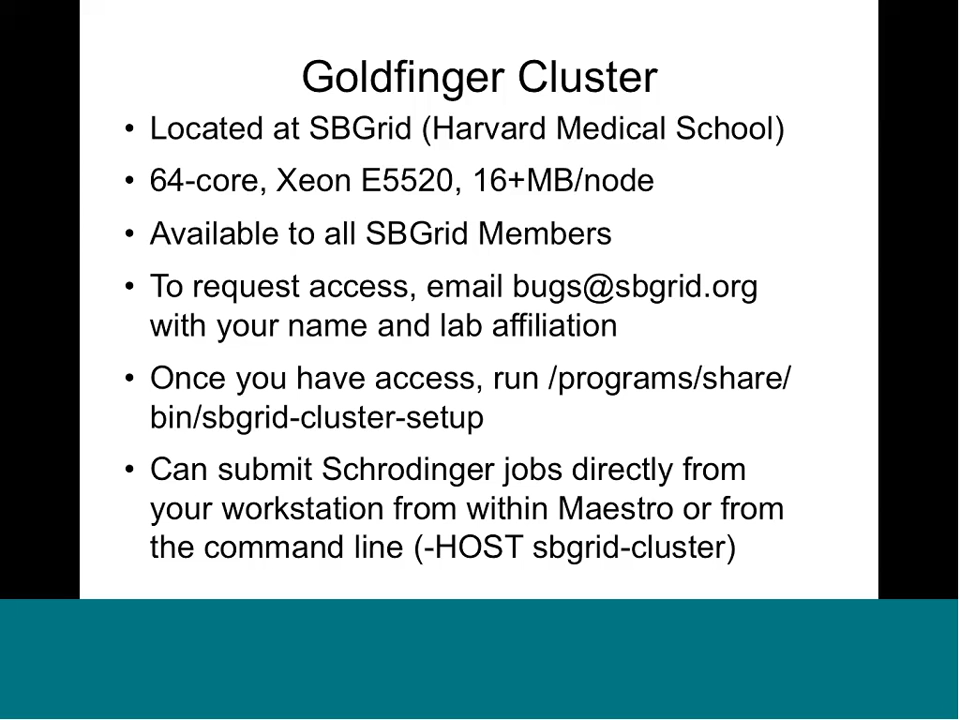 Goldfinger Cluster
• Located at SBGrid (Harvard Medical School)
• 64-core, Xeon E5520, 16+MB/node
• Available to all SBGrid Members
• To request access, email bugs@sbgrid.org
with your name and lab affiliation
• Once you have access, run /programs/share/
bin/sbgrid-cluster-setup
• Can submit Schrodinger jobs directly from
your workstation from within Maestro or from
the command line (-HOST sbgrid-cluster)